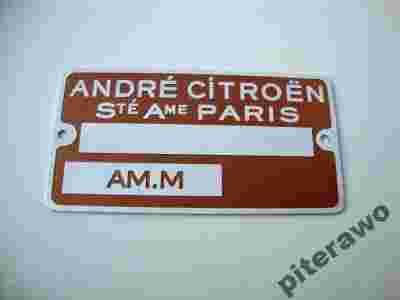 ANDRÉ CİTROËN
STÉ AME PARIS
AM.M
piterawo